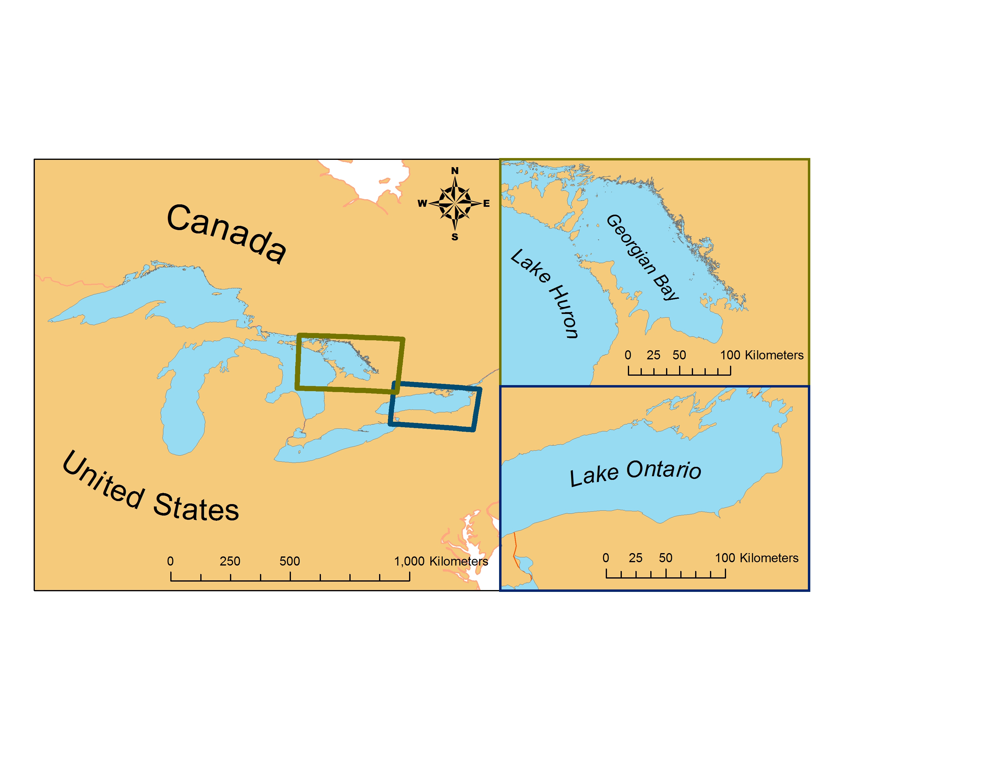 Canada
N
W
E
S
United States
0 250 500 1,000 Kilometers
Georgian Bay
Lake Huron
0 25 50 100 Kilometers
Lake Ontario
0 25 50 100 Kilometers